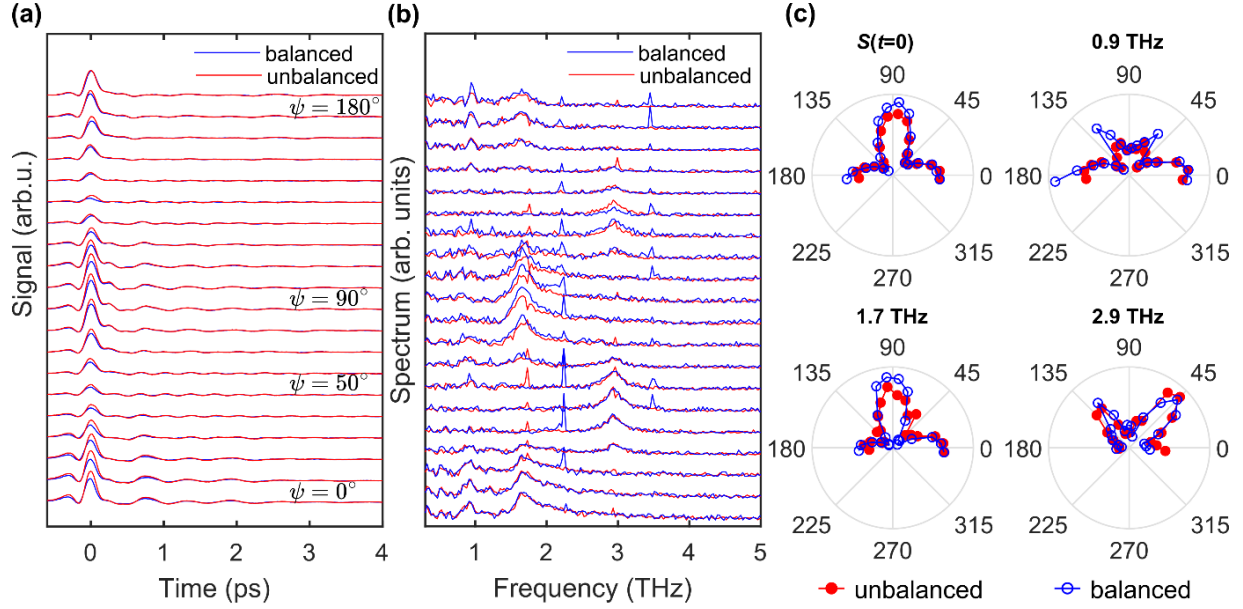 (a)
balanced
unbalanced
ψ = 180°
ψ = 90°
ψ = 50°
ψ = 0°
Signal (arb.u.)
0
1
2
3
4
Time (ps)
(b)
balanced
unbalanced
Spectrum (arb. units)
1
2
3
4
5
Frequency (THz)
(c)
S(t=0)
90
135
45
180
0
225
315
270
0.9 THz
90
135
45
180
0
225
315
270
1.7 THz
90
135
45
180
0
225
315
270
2.9 THz
90
135
45
180
0
225
315
270
unbalanced
balanced